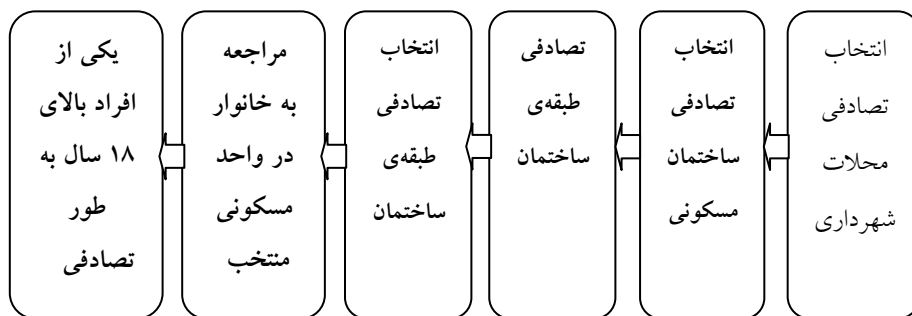 انتخاب
تصادفی
محلات
شهرداری
انتخاب
تصادفی
ساختمان
مسکونی
تصادفی
طبقه‌ی
ساختمان
انتخاب
تصادفی
طبقه‌ی
ساختمان
مراجعه
به خانوار
در واحد
مسکونی
منتخب
یکی از
افراد بالای
۱۸ سال به
طور
تصادفی